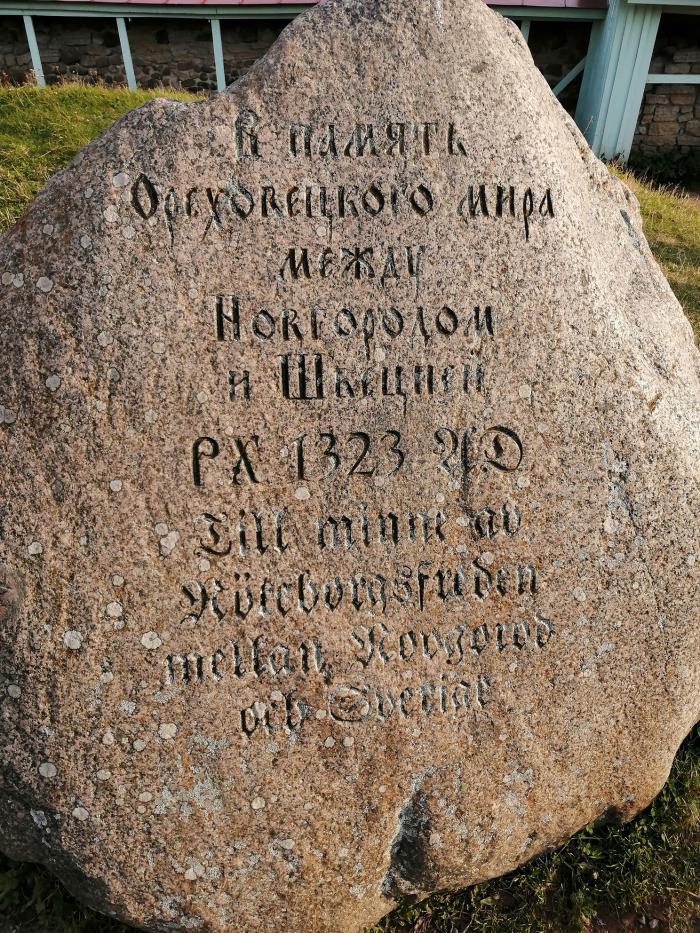 В память
Ореховецкого мира
между
Новгородом
и Швецией
РХ 1323 AD
Till minne av
Nöteborgsfreden
mellan Novgorod
och Sverige